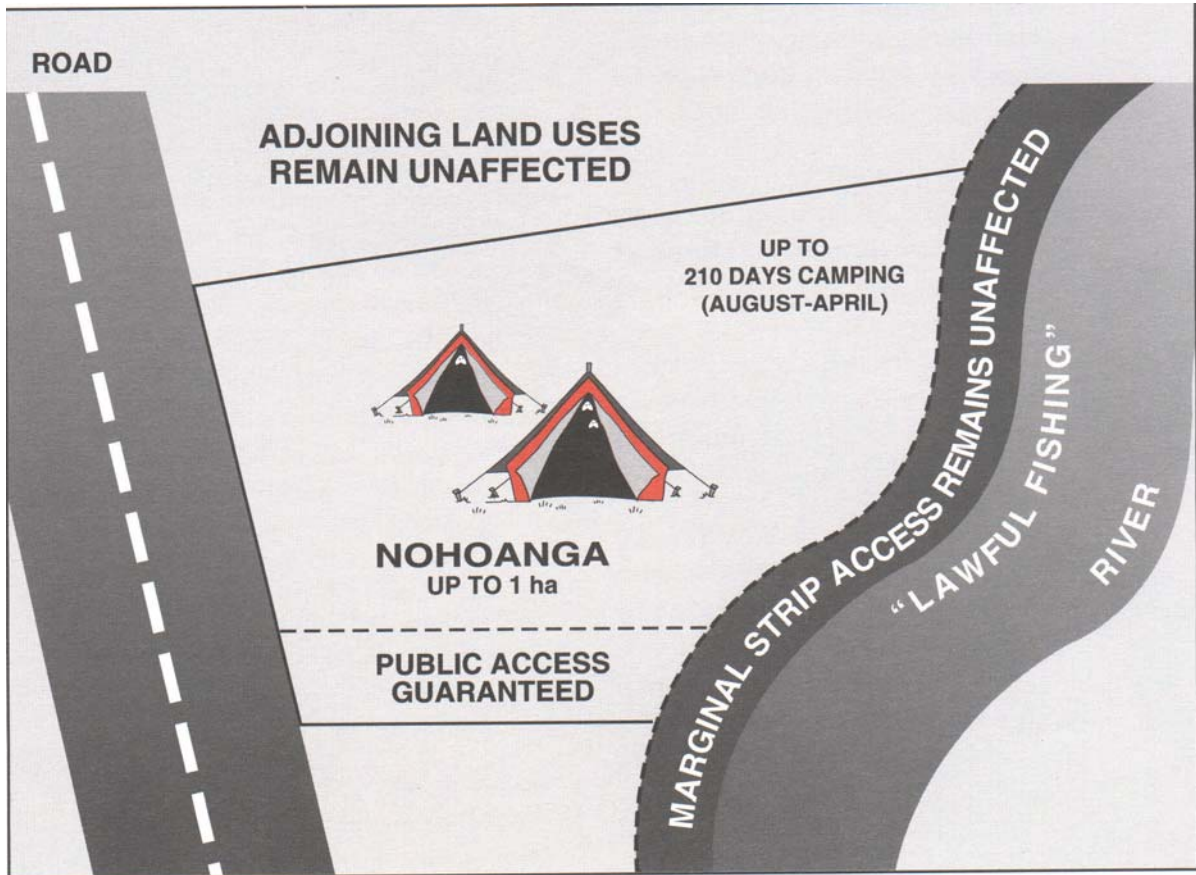 ROAD
ADJOINING LAND USES
REMAIN UNAFFECTED
UP TO
210 DAYS CAMPING
(AUGUST-APRIL)
NOHOANGA
UP TO 1 ha
PUBLIC ACCESS
GUARANTEED
MARGINAL STRIP ACCESS REMAINS UNAFFECTED
“LAWFUL FISHING”
RIVER